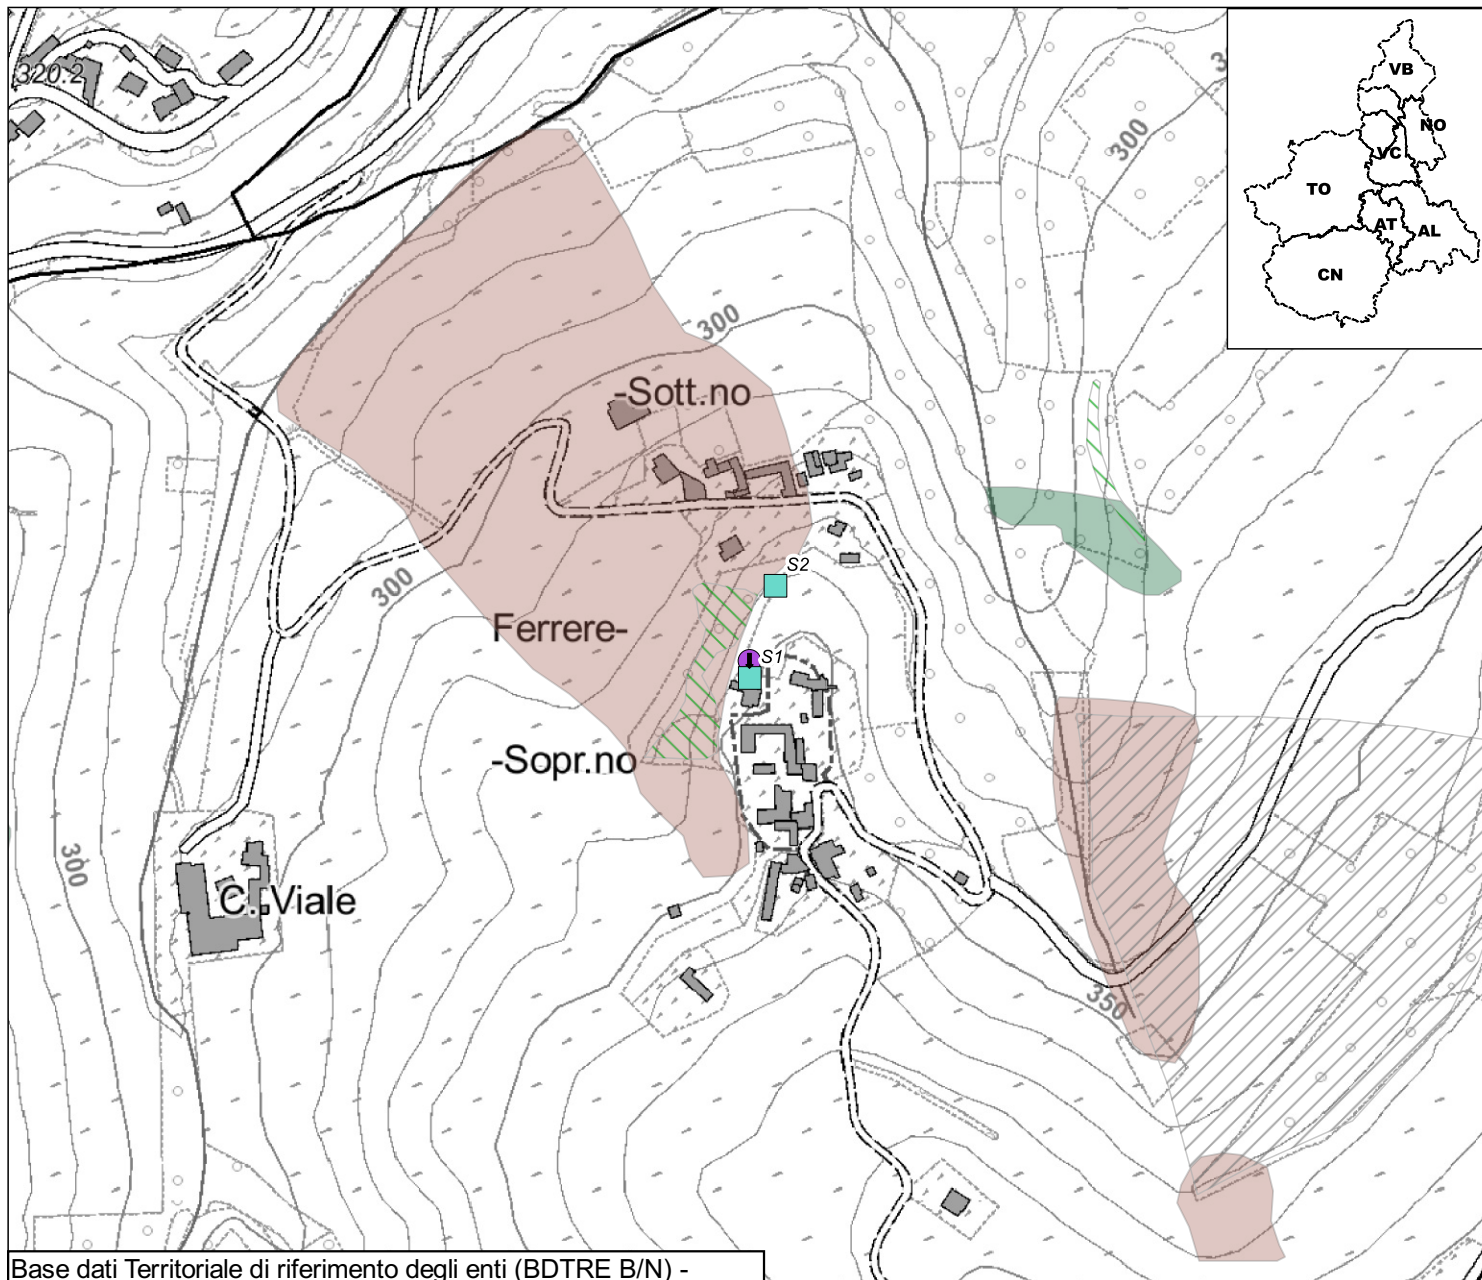 320.2
300
VB
NO
VC
TO
AT
AL
CN
300
-Sott.no
S2
300
Ferrere-
S1
-Sopr.no
300
C. Viale
350
Base dati Territoriale di riferimento degli enti (BDTRE B/N) -